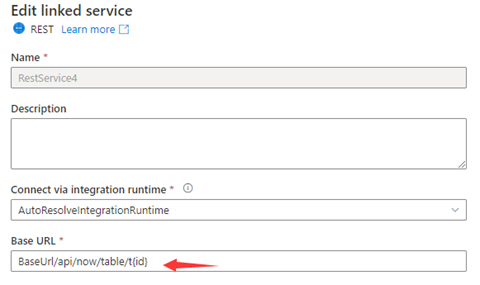 Edit linked service
REST Learn more
Name *
RestService4
Description
Connect via integration runtime *
AutoResolveIntegrationRuntime
Base URL *
BaseUrl/api/now/table/t{id}